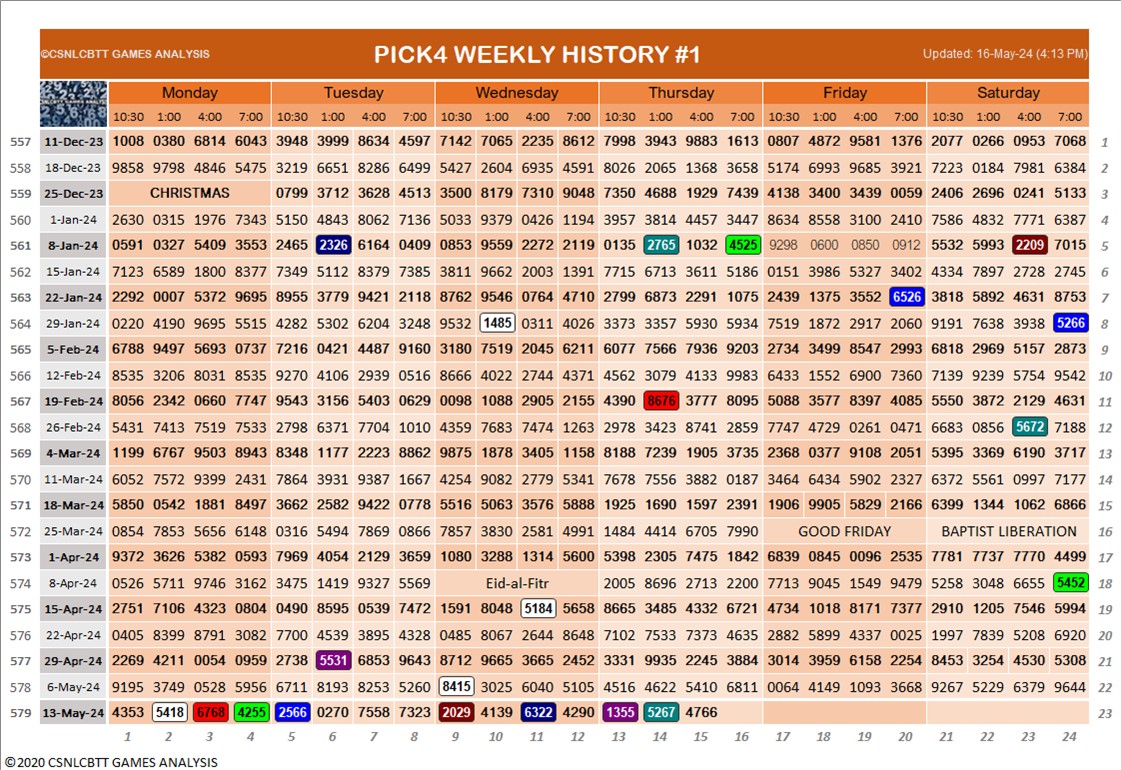 ©CSNLCBTT GAMES ANALYSIS PICK4 WEEKLY HISTORY #1 Updated: 16-May-24 (4:13 PM)
Monday Tuesday Wednesday Thursday Friday Saturday
10:30 1:00 4:00 7:00 10:30 1:00 4:00 7:00 10:30 1:00 4:00 7:00 10:30 1:00 4:00 7:00 10:30 1:00 4:00 7:00 10:30 1:00 4:00 7:00
557 11-Dec-23 1008 0380 6814 6043 3948 3999 8634 4597 7142 7065 2235 8612 7998 3943 9883 1613 0807 4872 9581 1376 2077 0266 0953 7068 1
558 18-Dec-23 9858 9798 4846 5475 3219 6651 8286 6499 5427 2604 6935 4591 8026 2065 1368 3658 5174 6993 9685 3921 7223 0184 7981 6384 2
559 25-Dec-23 CHRISTMAS 0799 3712 3628 4513 3500 8179 7310 9048 7350 4688 1929 7439 4138 3400 3439 0059 2406 2696 0241 5133 3
560 1-Jan-24 2630 0315 1976 7343 5150 4843 8062 7136 5033 9379 0426 1194 3957 3814 4457 3447 8634 8558 3100 2410 7586 4832 7771 6387 4
561 8-Jan-24 0591 0327 5409 3553 2465 2326 6164 0409 0853 9559 2272 2119 0135 2765 1032 4525 9298 0600 0850 0912 5532 5993 2209 7015 5
562 15-Jan-24 7123 6589 1800 8377 7349 5112 8379 7385 3811 9662 2003 1391 7715 6713 3611 5186 0151 3986 5327 3402 4334 7897 2728 2745 6
563 22-Jan-24 2292 0007 5372 9695 8955 3779 9421 2118 8762 9546 0764 4710 2799 6873 2291 1075 2439 1375 3552 6526 3818 5892 4631 8753 7
564 29-Jan-24 0220 4190 9695 5515 4282 5302 6204 3248 9532 1485 0311 4026 3373 3357 5930 5934 7519 1872 2917 2060 9191 7638 3938 5266 8
565 5-Feb-24 6788 9497 5693 0737 7216 0421 4487 9160 3180 7519 2045 6211 6077 7566 7936 9203 2734 3499 8547 2993 6818 2969 5157 2873 9
566 12-Feb-24 8535 3206 8031 8535 9270 4106 2939 0516 8666 4022 2744 4371 4562 3079 4133 9983 6433 1552 6900 7360 7139 9239 5754 9542 10
567 19-Feb-24 8056 2342 0660 7747 9543 3156 5403 0629 0098 1088 2905 2155 4390 8676 3777 8095 5088 3577 8397 4085 5550 3872 2129 4631 11
568 26-Feb-24 5431 7413 7519 7533 2798 6371 7704 1010 4359 7683 7474 1263 2978 3423 8741 2859 7747 4729 0261 0471 6683 0856 5672 7188 12
569 4-Mar-24 1199 6767 9503 8943 8348 1177 2223 8862 9875 1878 3405 1158 8188 7239 1905 3735 2368 0377 9108 2051 5395 3369 6190 3717 13
570 11-Mar-24 6052 7572 9399 2431 7864 3931 9387 1667 4254 9082 2779 5341 7678 7556 3882 0187 3464 6434 5902 2327 6372 5561 0997 7177 14
571 18-Mar-24 5850 0542 1881 8497 3662 2582 9422 0778 5516 5063 3576 5888 1925 1690 1597 2391 1906 9905 5829 2166 6399 1344 1062 6866 15
572 25-Mar-24 0854 7853 5656 6148 0316 5494 7869 0866 7857 3830 2581 4991 1484 4414 6705 7990 GOOD FRIDAY BAPTIST LIBERATION 16
573 1-Apr-24 9372 3626 5382 0593 7969 4054 2129 3659 1080 3288 1314 5600 5398 2305 7475 1842 6839 0845 0096 2535 7781 7737 7770 4499 17
574 8-Apr-24 0526 5711 9746 3162 3475 1419 9327 5569 Eid-al-Fitr 2005 8696 2713 2200 7713 9045 1549 9479 5258 3048 6655 5452 18
575 15-Apr-24 2751 7106 4323 0804 0490 8595 0539 7472 1591 8048 5184 5658 8665 3485 4332 6721 4734 1018 8171 7377 2910 1205 7546 5994 19
576 22-Apr-24 0405 8399 8791 3082 7700 4539 3895 4328 0485 8067 2644 8648 7102 7533 7373 4635 2882 5899 4337 0025 1997 7839 5208 6920 20
577 29-Apr-24 2269 4211 0054 0959 2738 5531 6853 9643 8712 9665 3665 2452 3331 9935 2245 3884 3014 3959 6158 2254 8453 3254 4530 5308 21
578 6-May-24 9195 3749 0528 5956 6711 8193 8253 5260 8415 3025 6040 5105 4516 4622 5410 6811 0064 4149 1093 3668 9267 5229 6379 9644 22
579 13-May-24 4353 5418 6768 4255 2566 0270 7558 7323 2029 4139 6322 4290 1355 5267 4766 23
1 2 3 4 5 6 7 8 9 10 11 12 13 14 15 16 17 18 19 20 21 22 23 24
©2020 CSNLCBTT GAMES ANALYSIS